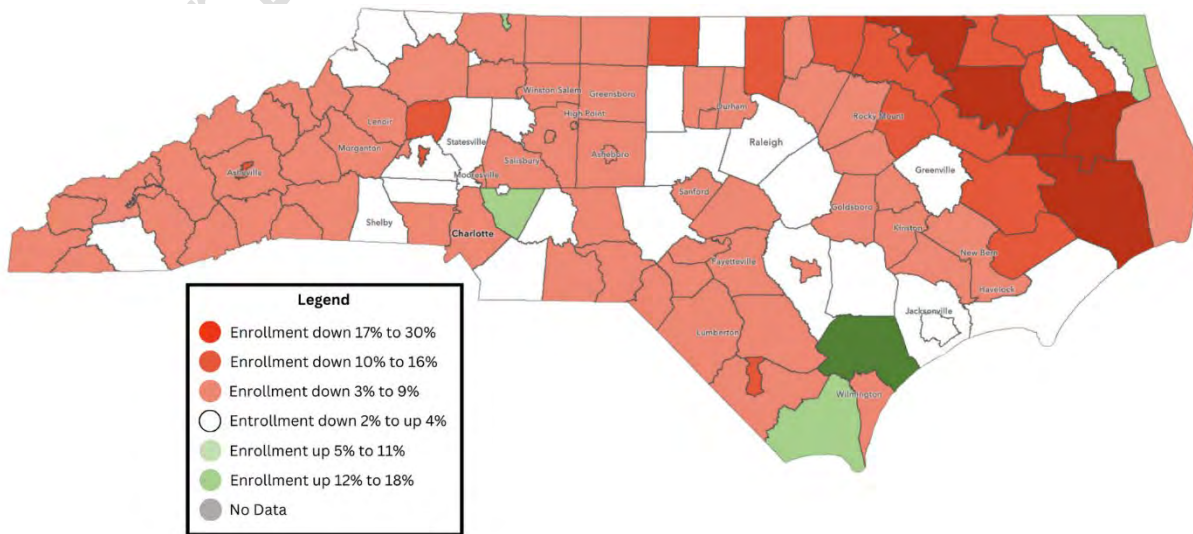 Winston-Salem
Greensboro
Durham
High Point
Rocky Mount
Lenoir
Statesville
Raleigh
Morganton
Salisbury
Asheboro
Greenville
Asheville
Mooresville
Sanford
Shelby
Goldsboro
Charlotte
Kinston
New Bern
Fayetteville
Havelock
Jacksonville
Lumberton
Wilmington
Legend
Enrollment down 17% to 30%
Enrollment down 10% to 16%
Enrollment down 3% to 9%
Entrollment down 2% to up 4%
Enrollment up 5% to 11%
Enrollment up 12% to 18%
No Data